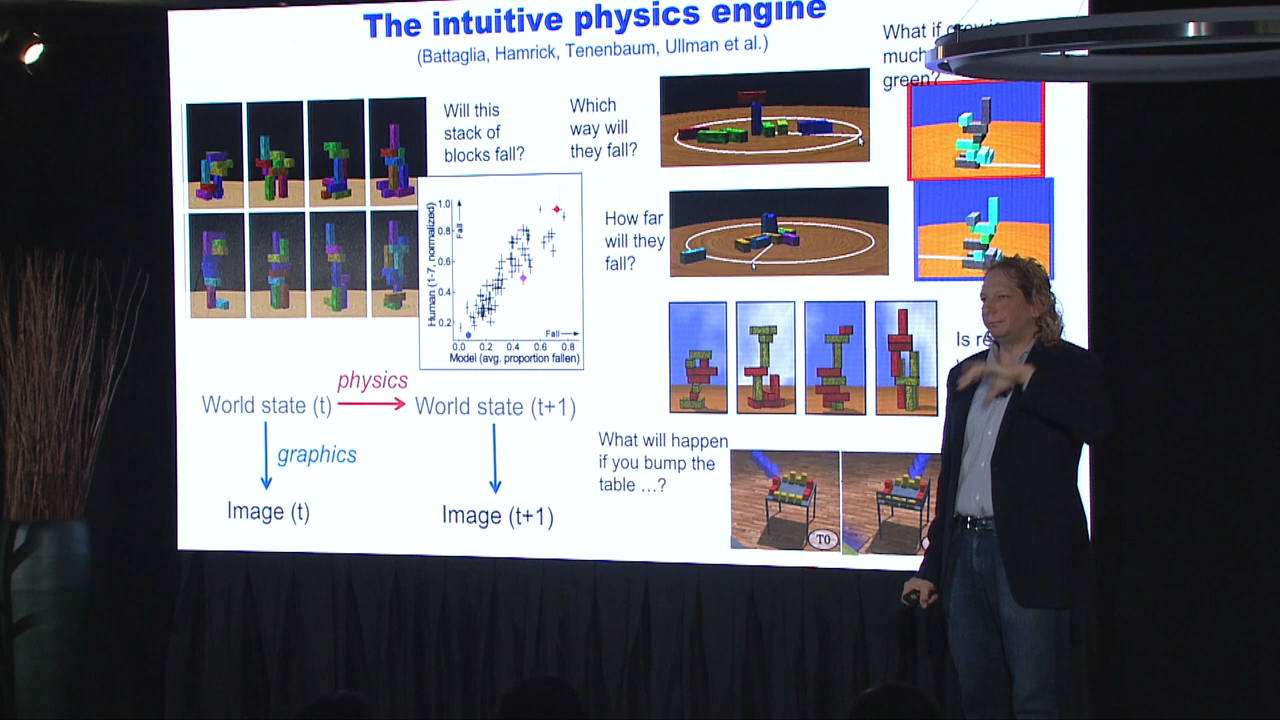 The intuitive physics engine
(Battaglia, Hamrick, Tenenbaum, Ullman et al.)
Will this
stack of
blocks fall?
Which
way will
they fall?
What if grey is
much
green?
How far
will they
fall?
Human (1-7, normalized)
Fall
1.0
0.8
0.6
0.4
0.2
Fall
0.0 0.2 0.4 0.6 0.8
Model (avg. proportion fallen)
physics
World state (t)
World state (t+1)
graphics
Image (t)
Image (t+1)
Is
What will happen
if you bump the
table ...?
T0